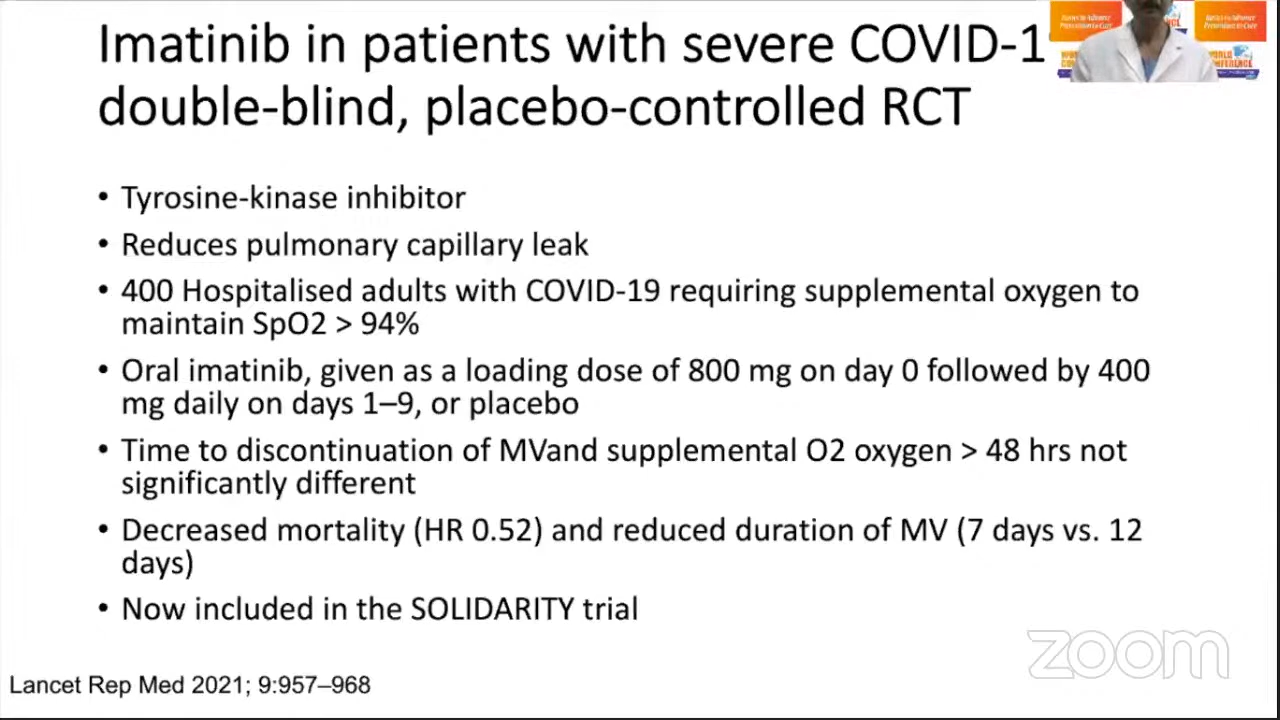 Imatinib in patients with severe COVID-1
double-blind, placebo-controlled RCT
• Tyrosine-kinase inhibitor
• Reduces pulmonary capillary leak
• 400 Hospitalised adults with COVID-19 requiring supplemental oxygen to
maintain SpO2 > 94%
• Oral imatinib, given as a loading dose of 800 mg on day 0 followed by 400
mg daily on days 1–9, or placebo
• Time to discontinuation of MVand supplemental O2 oxygen > 48 hrs not
significantly different
• Decreased mortality (HR 0.52) and reduced duration of MV (7 days vs. 12
days)
• Now included in the SOLIDARITY trial
zoom
Lancet Rep Med 2021; 9:957–968